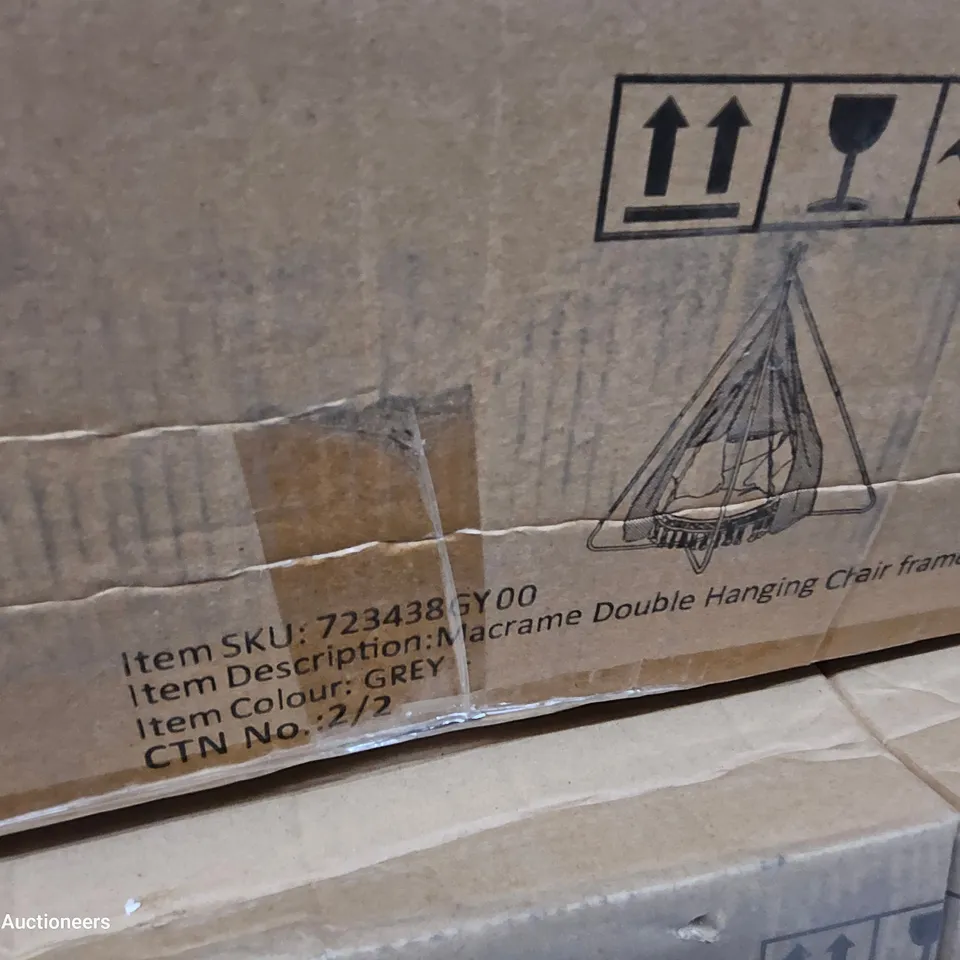 Item SKU: 723438GY00
Item Description:Macrame Double Hanging Chair frame
Item Colour: GREY
CTN No.:2/2
Auctioneers